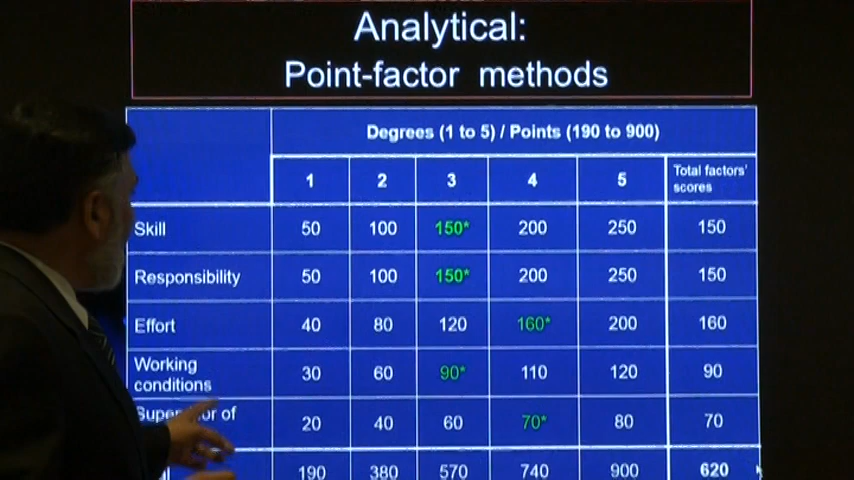 Analytical:
Point-factor methods
Degrees (1 to 5) / Points (190 to 900)
1 2 3 4 5 Total factors'
scores
Skill 50 100 150* 200 250 150
Responsibility 50 100 150* 200 250 150
Effort 40 80 120 160* 200 160
Working
conditions 30 60 90* 110 120 90
of
20 40 60 70* 80 70
190 380 570 740 900 620